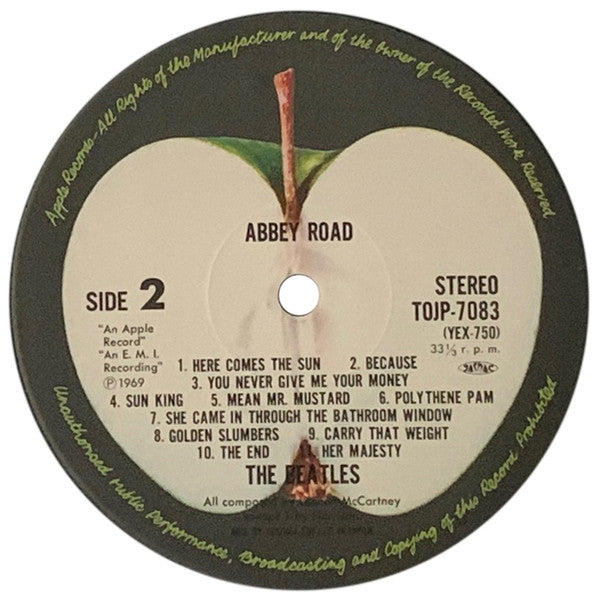 Apple Records-All Rights of the Manufacturer and of the Owner of the Recorded Work Reserved
ABBEY ROAD
SIDE 2
STEREO
TOJP-7083
(YEX-750)
33⅓ r. p. m.
"An Apple
Record"
"An E. M. I.
Recording"
Ⓟ1969
1. HERE COMES THE SUN 2. BECAUSE
3. YOU NEVER GIVE ME YOUR MONEY
4. SUN KING 5. MEAN MR. MUSTARD 6. POLYTHENE PAM
7. SHE CAME IN THROUGH THE BATHROOM WINDOW
8. GOLDEN SLUMBERS 9. CARRY THAT WEIGHT
10. THE END 11. HER MAJESTY
THE BEATLES
All composed McCartney
Unauthorized Public Performance, Broadcasting and Copying of this Record Prohibited